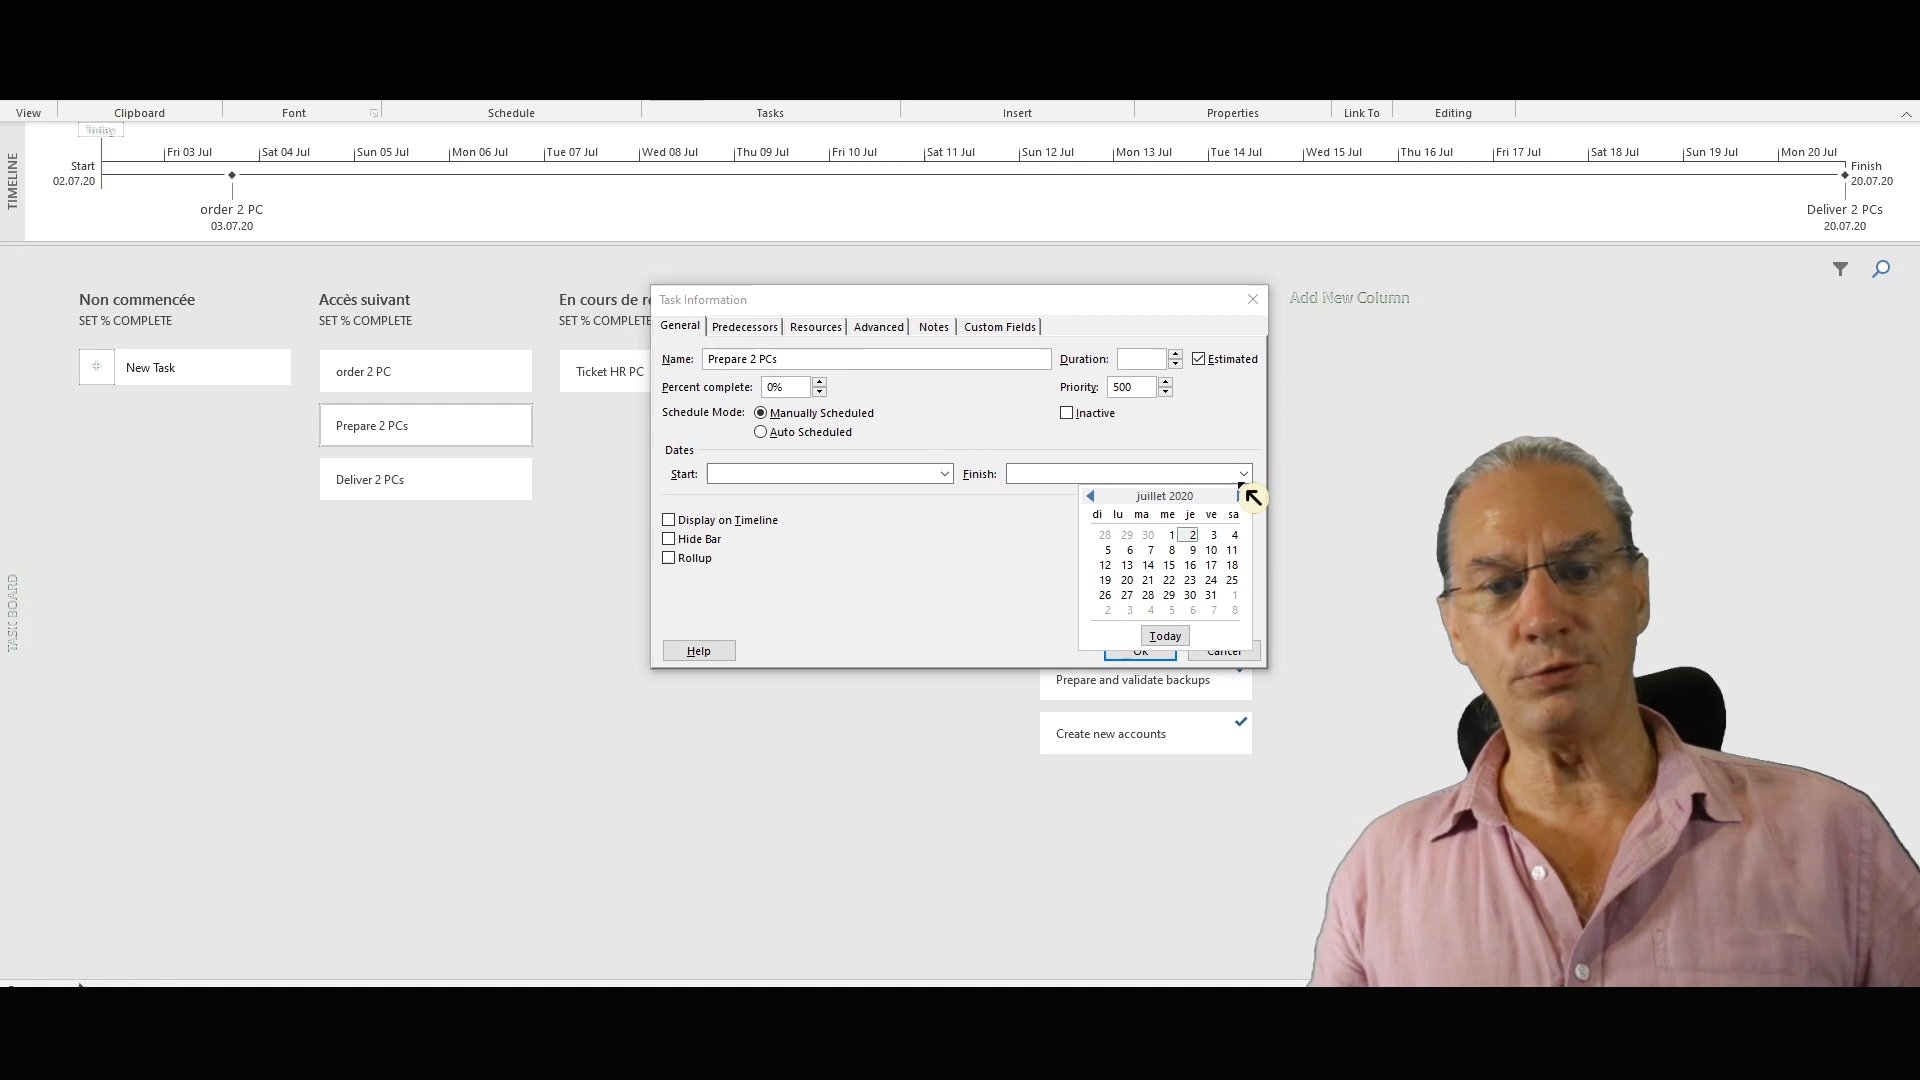 View Clipboard Font Schedule Tasks Insert Properties Link To Editing
Today
Fri 03 Jul Sat 04 Jul Sun 05 Jul Mon 06 Jul Tue 07 Jul Wed 08 Jul Thu 09 Jul Fri 10 Jul Sat 11 Jul Sun 12 Jul Mon 13 Jul Tue 14 Jul Wed 15 Jul Thu 16 Jul Fri 17 Jul Sat 18 Jul Sun 19 Jul Mon 20 Jul
TIMELINE
Start
02.07.20
Finish
20.07.20
order 2 PC
03.07.20
Deliver 2 PCs
20.07.20
TASK BOARD
Non commencée
SET % COMPLETE
New Task
Accès suivant
SET % COMPLETE
order 2 PC
Prepare 2 PCs
Deliver 2 PCs
En cours de
SET % COMPLETE
Ticket HR PC
Add New Column
Task Information
General Predecessors Resources Advanced Notes Custom Fields
Name: Prepare 2 PCs Duration: Estimated
Percent complete: 0% Priority: 500
Schedule Mode: Manually Scheduled Inactive
Auto Scheduled
Dates
Start: Finish:
Display on Timeline
Hide Bar
Rollup
juillet 2020
di lu ma me je ve sa
28 29 30 1 2 3 4
5 6 7 8 9 10 11
12 13 14 15 16 17 18
19 20 21 22 23 24 25
26 27 28 29 30 31 1
2 3 4 5 6 7 8
Today
Help OK Cancel
Prepare and validate backups
Create new accounts